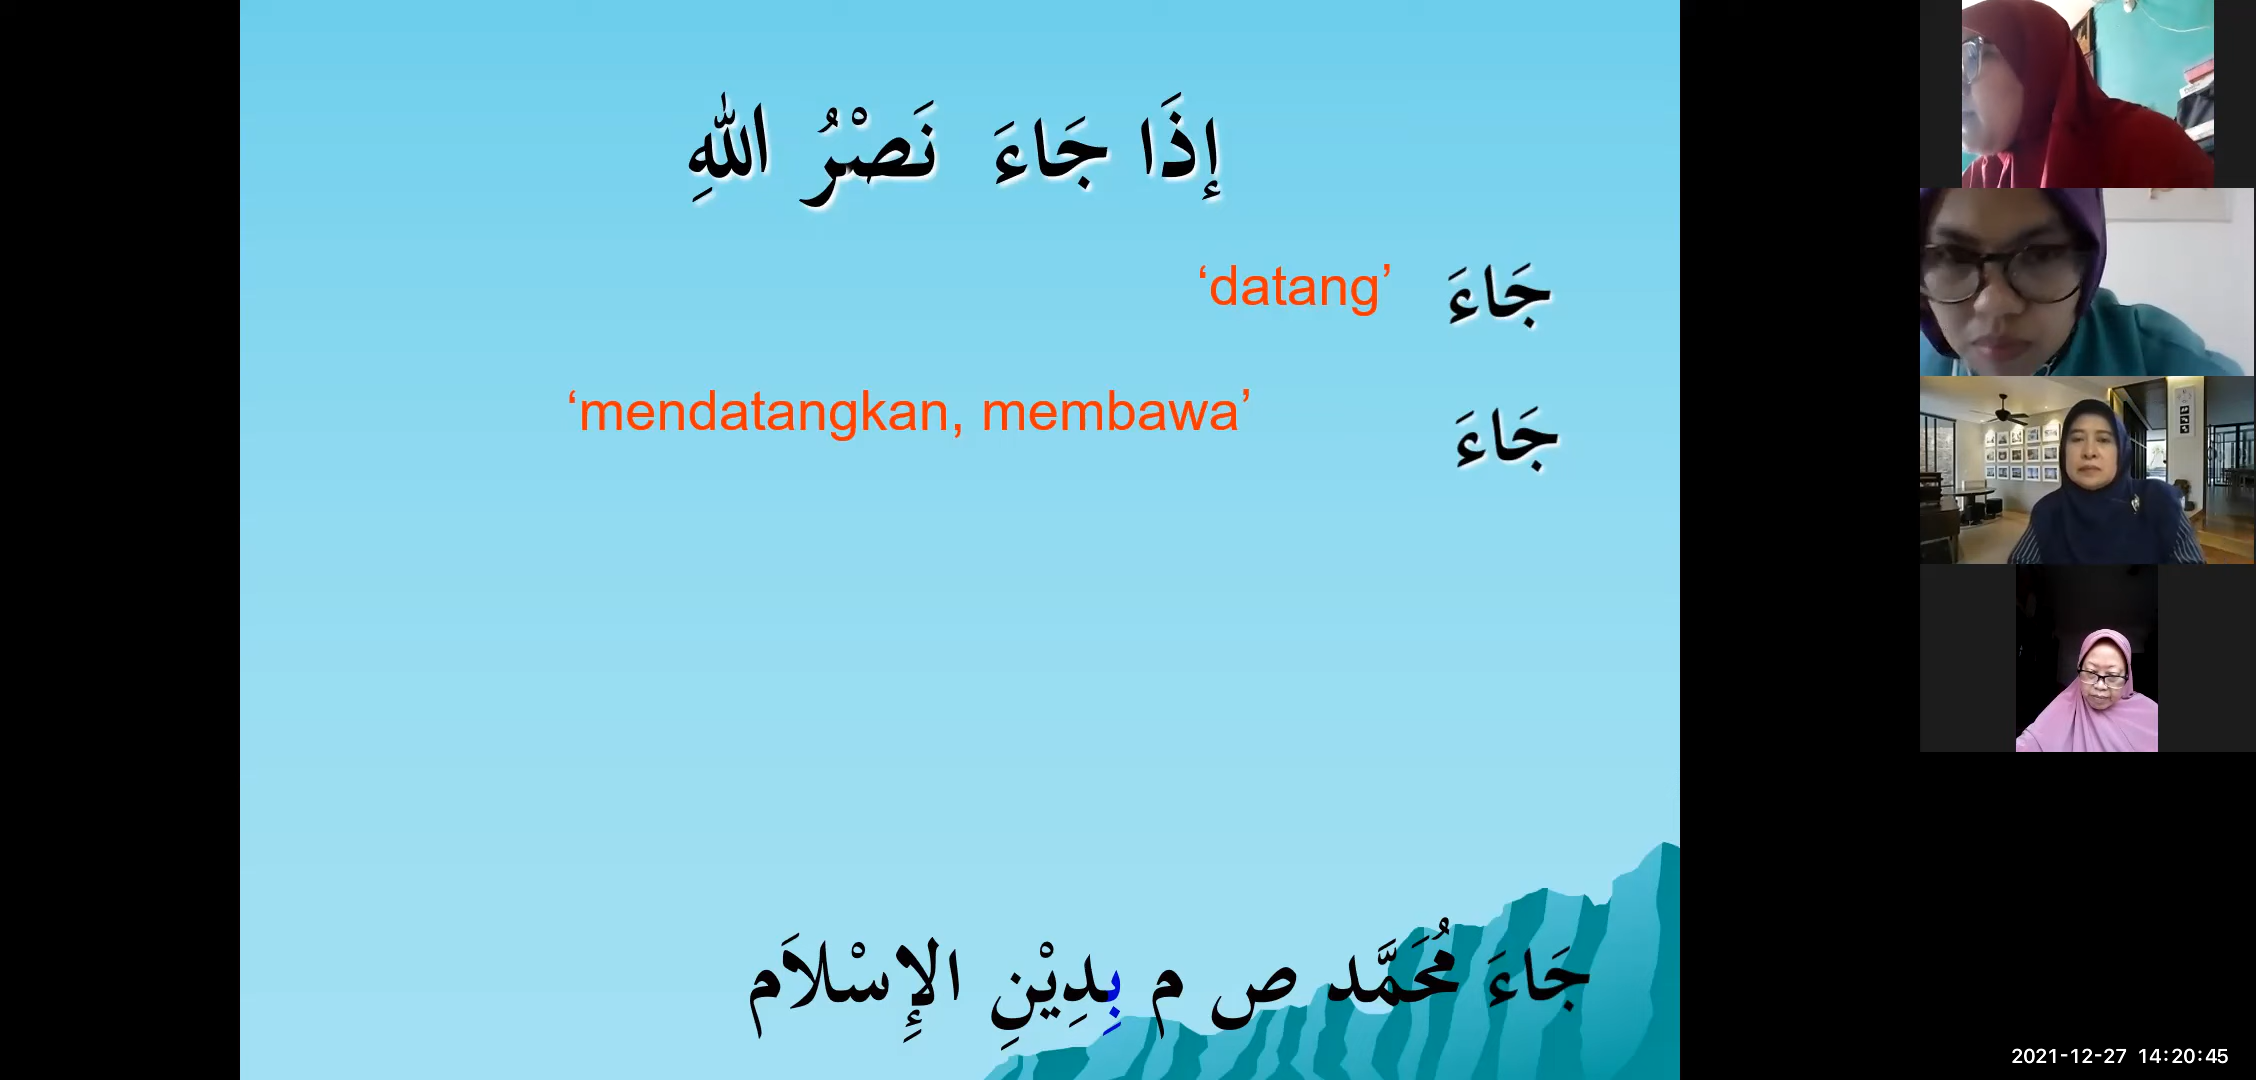 إِذَا جَاءَ نَصْرُ اللهِ
جَاءَ ‘datang’
جَاءَ ‘mendatangkan, membawa’
جَاءَ مُحَمَّد ص م بِدِيْنِ الإِسْلاَم
2021-12-27 14:20:45